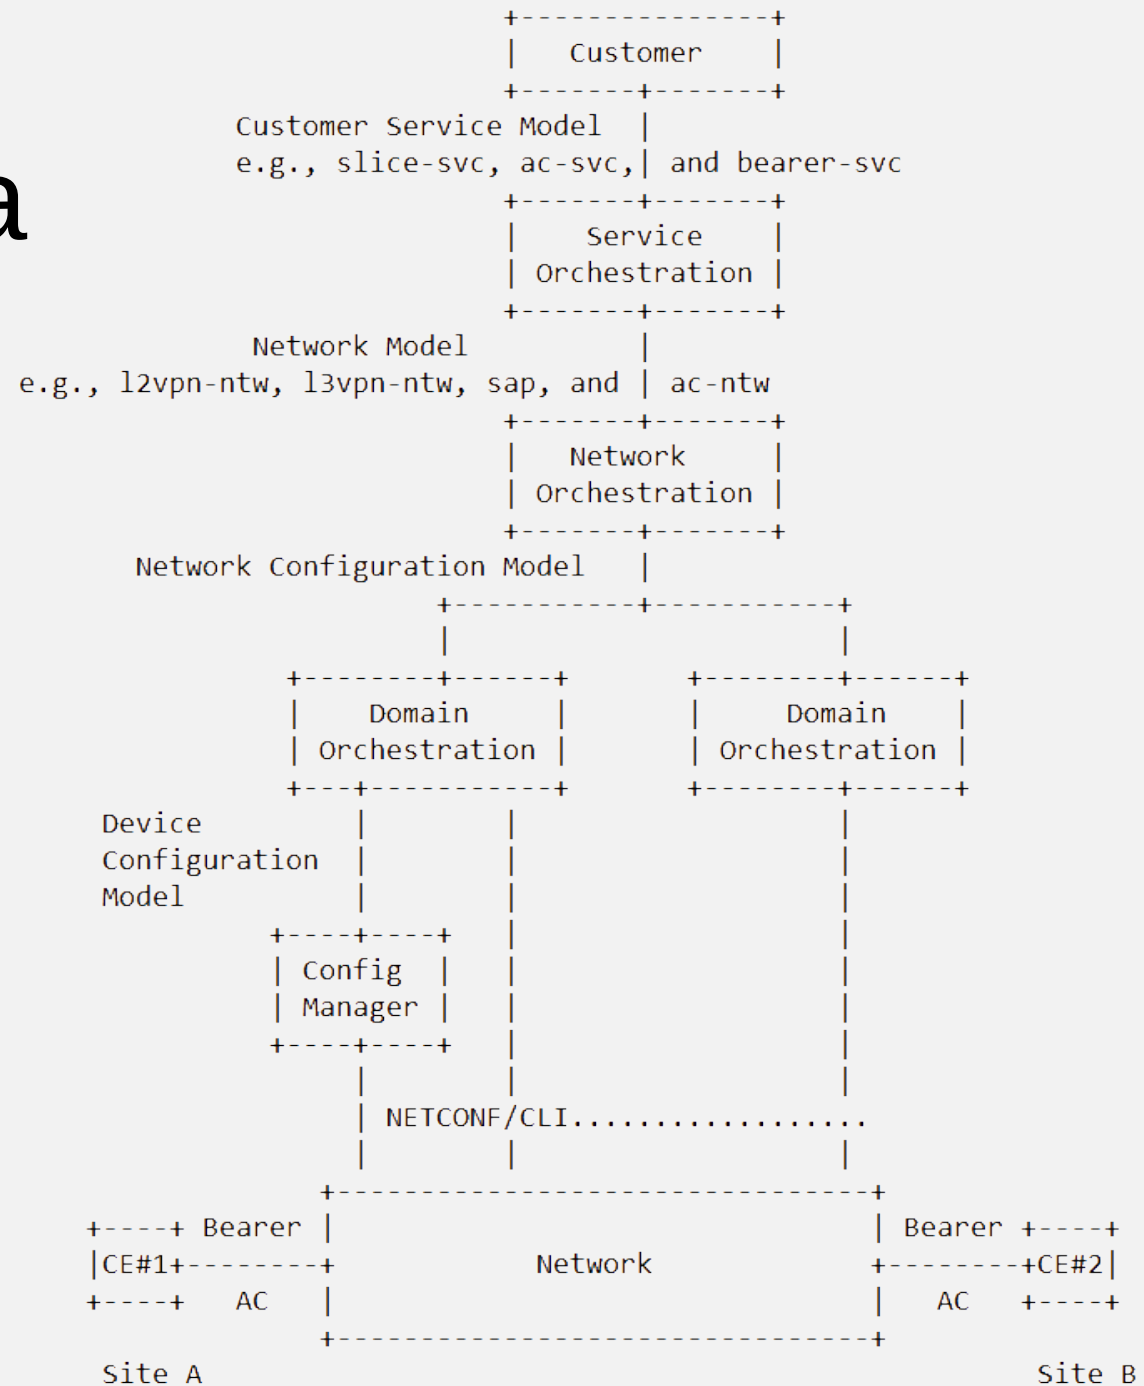 +---------------+
|   Customer    |
+-------+-------+
Customer Service Model  |
e.g., slice-svc, ac-svc,| and bearer-svc
a
+-------+-------+
|    Service    |
| Orchestration |
+-------+-------+
Network Model          |
e.g., l2vpn-ntw, l3vpn-ntw, sap, and | ac-ntw
+-------+-------+
|   Network     |
| Orchestration |
+-------+-------+
Network Configuration Model   |
+-----------+-----------+
|                       |
+--------+------+       +--------+------+
|    Domain     |       |     Domain    |
| Orchestration |       | Orchestration |
+---+-----------+       +--------+------+
Device         |        |                   |
Configuration  |        |                   |
Model          |        |                   |
+----+----+   |                   |
| Config  |   |                   |
| Manager |   |                   |
+----+----+   |                   |
|        |                   |
| NETCONF/CLI..................
|        |                   |
+--------------------------------+
+----+ Bearer |                                | Bearer +----+
|CE#1+--------+            Network             +--------+CE#2|
+----+   AC   |                                |   AC   +----+
+--------------------------------+
Site A                                                  Site B